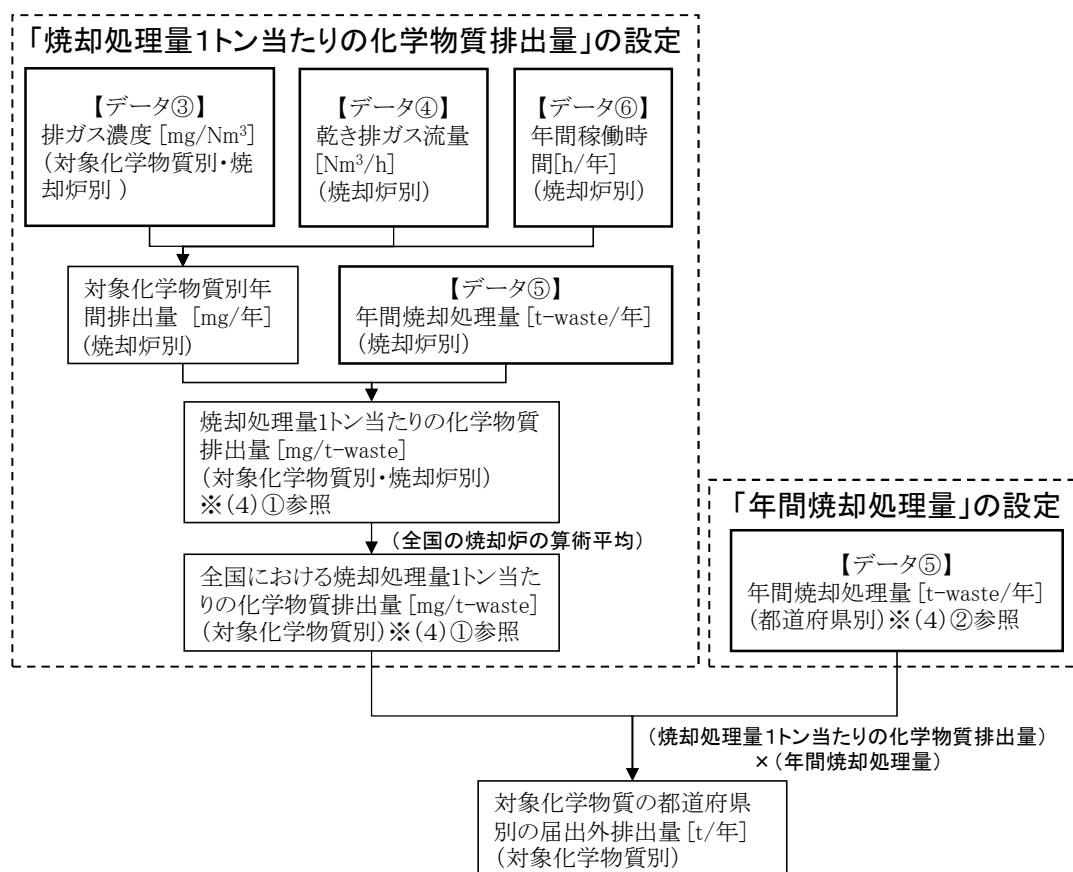 「焼却処理量1トン当たりの化学物質排出量」の設定
【データ③】
排ガス濃度[mg/Nm³]
(対象化学物質別・焼
却炉別 )
【データ④】
乾き排ガス流量
[Nm³/h]
(焼却炉別)
【データ⑥】
年間稼働時
間[h/年]
(焼却炉別)
対象化学物質別年
間排出量 [mg/年]
(焼却炉別)
【データ⑤】
年間焼却処理量[t-waste/年]
(焼却炉別)
焼却処理量1トン当たりの化学物質
排出量[mg/t-waste]
(対象化学物質別・焼却炉別)
※(4)①参照
(全国の焼却炉の算術平均)
全国における焼却処理量1トン当た
りの化学物質排出量[mg/t-waste]
(対象化学物質別)※(4)①参照
「年間焼却処理量」の設定
【データ⑤】
年間焼却処理量[t-waste/年]
(都道府県別)※(4)②参照
(焼却処理量1トン当たりの化学物質排出量)
×(年間焼却処理量)
対象化学物質の都道府県
別の届出外排出量[t/年]
(対象化学物質別)